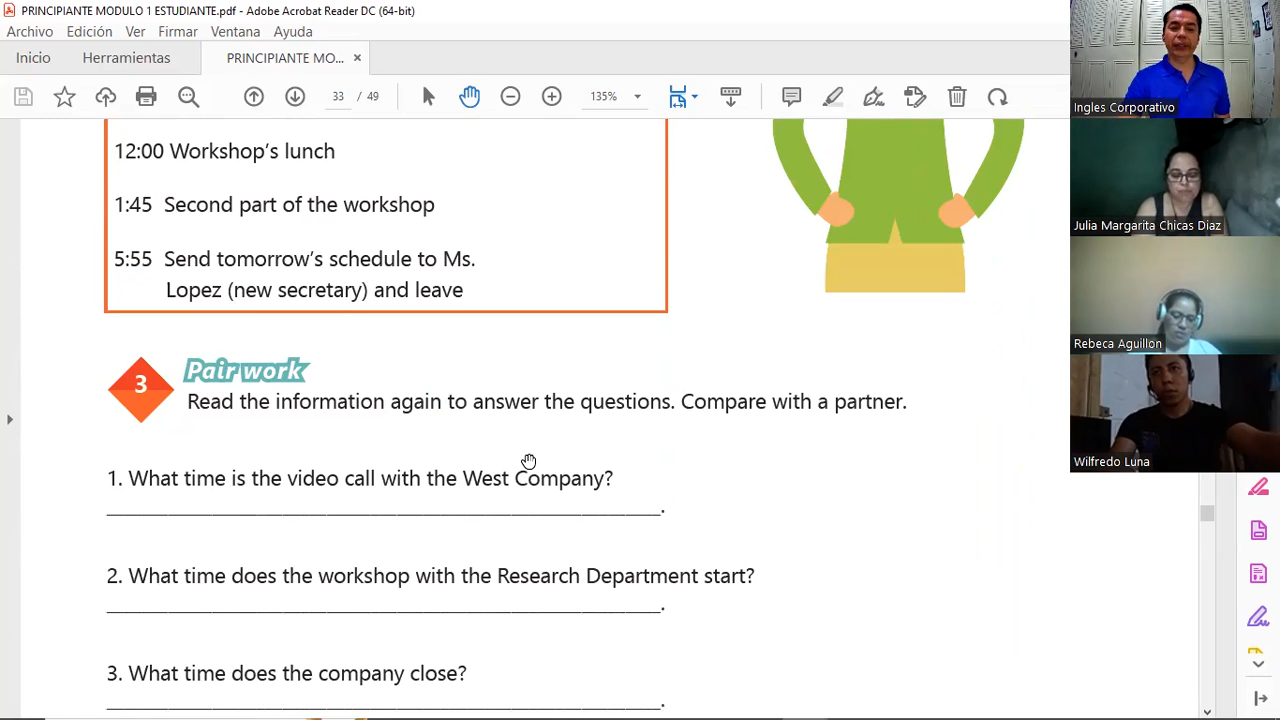 PRINCIPIANTE MODULO 1 ESTUDIANTE.pdf - Adobe Acrobat Reader DC (64-bit)
Archivo Edición Ver Firmar Ventana Ayuda
Inicio Herramientas PRINCIPIANTE MO... ×
33 / 49 135%
12:00 Workshop's lunch
1:45 Second part of the workshop
5:55 Send tomorrow's schedule to Ms.
Lopez (new secretary) and leave
3 Pair work
Read the information again to answer the questions. Compare with a partner.
1. What time is the video call with the West Company?
______________________________________________.
2. What time does the workshop with the Research Department start?
______________________________________________.
3. What time does the company close?
______________________________________________.
Ingles Corporativo
Julia Margarita Chicas Diaz
Rebeca Aguillon
Wilfredo Luna